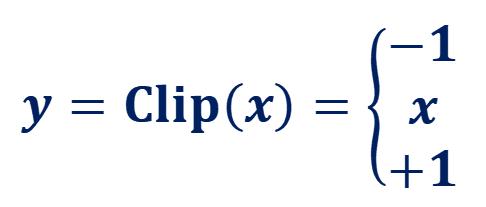 y = Clip(x) = {−1
x
+1